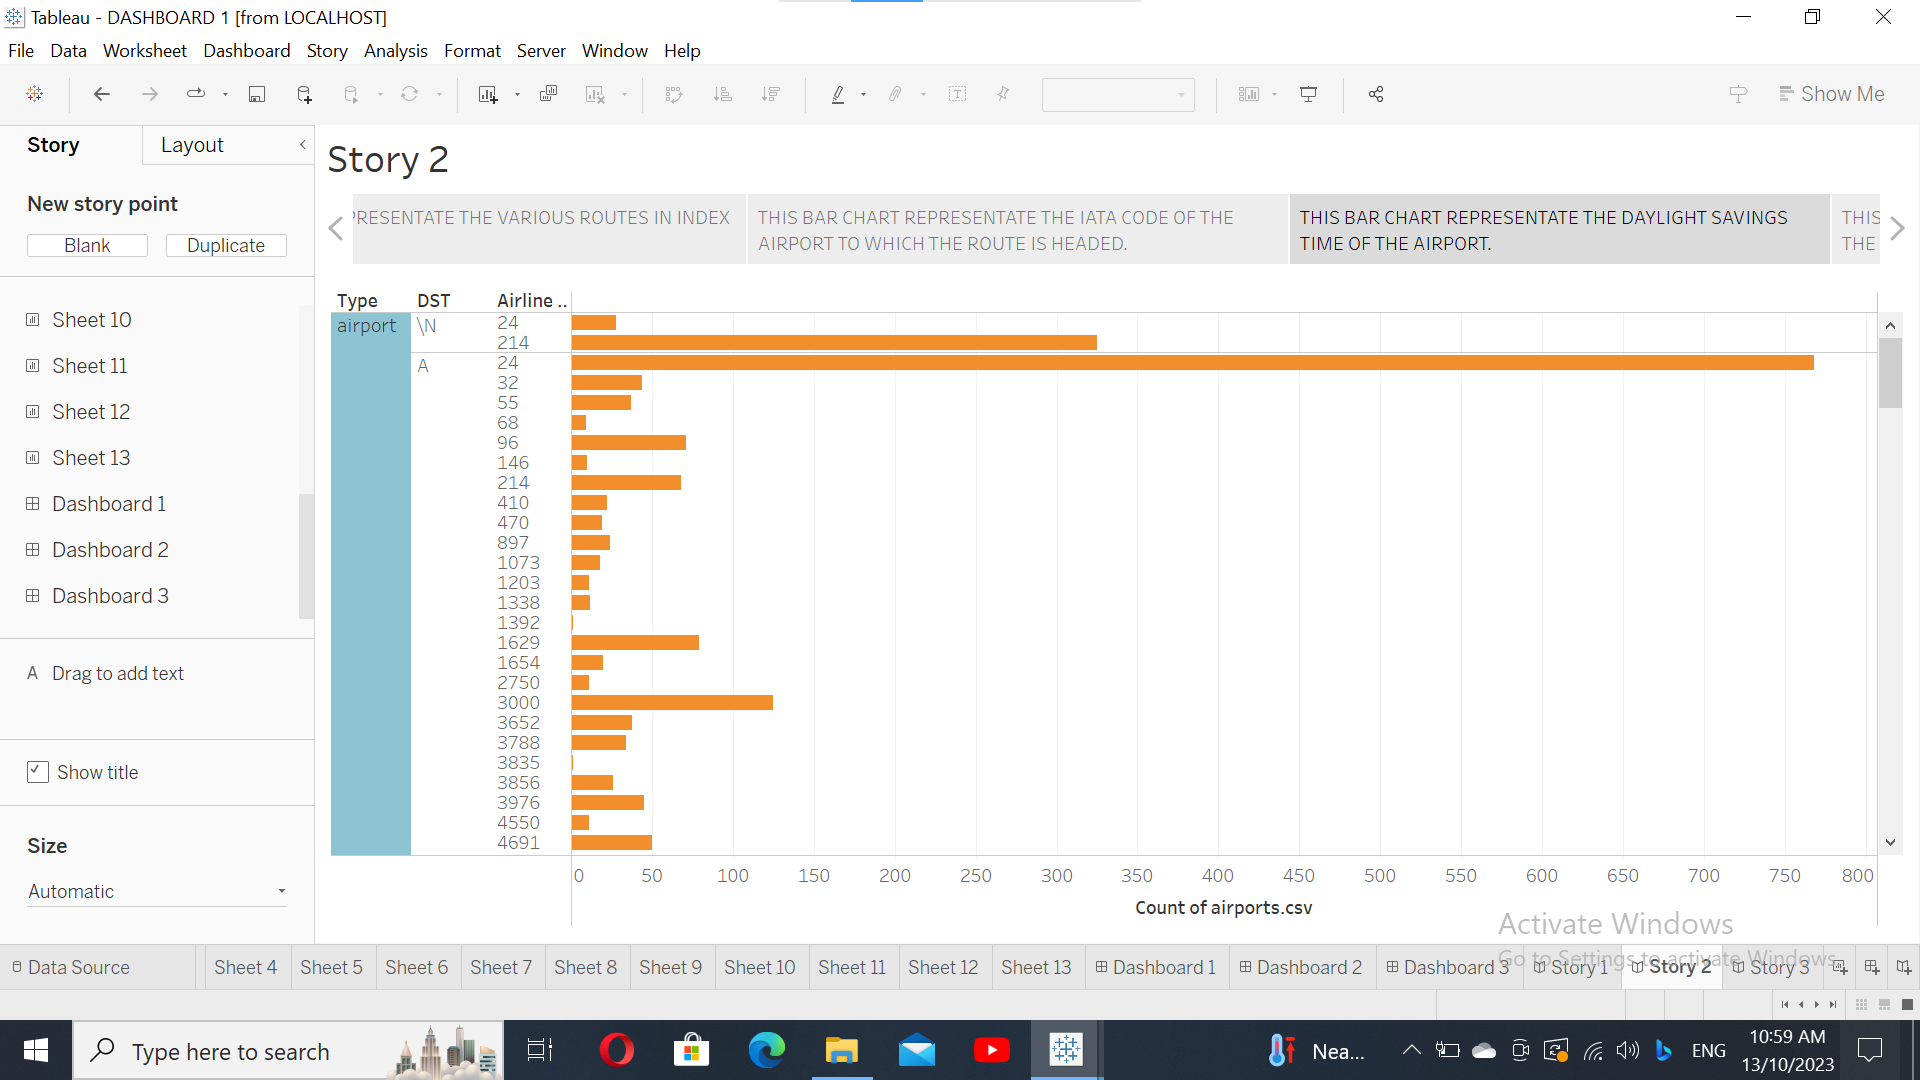 Tableau - DASHBOARD 1 [from LOCALHOST]
File Data Worksheet Dashboard Story Analysis Format Server Window Help
Show Me
Story Layout
New story point
Blank Duplicate
Sheet 10
Sheet 11
Sheet 12
Sheet 13
Dashboard 1
Dashboard 2
Dashboard 3
A Drag to add text
Show title
Size
Automatic
Story 2
PRESENTATE THE VARIOUS ROUTES IN INDEX
THIS BAR CHART REPRESENTATE THE IATA CODE OF THE
AIRPORT TO WHICH THE ROUTE IS HEADED.
THIS BAR CHART REPRESENTATE THE DAYLIGHT SAVINGS
TIME OF THE AIRPORT.
THIS
THE
Type DST Airline ..
airport \N 24
214
A 24
32
55
68
96
146
214
410
470
897
1073
1203
1338
1392
1629
1654
2750
3000
3652
3788
3835
3856
3976
4550
4691
0 50 100 150 200 250 300 350 400 450 500 550 600 650 700 750 800
Count of airports.csv
Activate Windows
Go to Settings to activate Windows.
Data Source Sheet 4 Sheet 5 Sheet 6 Sheet 7 Sheet 8 Sheet 9 Sheet 10 Sheet 11 Sheet 12 Sheet 13 Dashboard 1 Dashboard 2 Dashboard 3 Story 1 Story 2 Story 3
Type here to search
Nea...
ENG
10:59 AM
13/10/2023